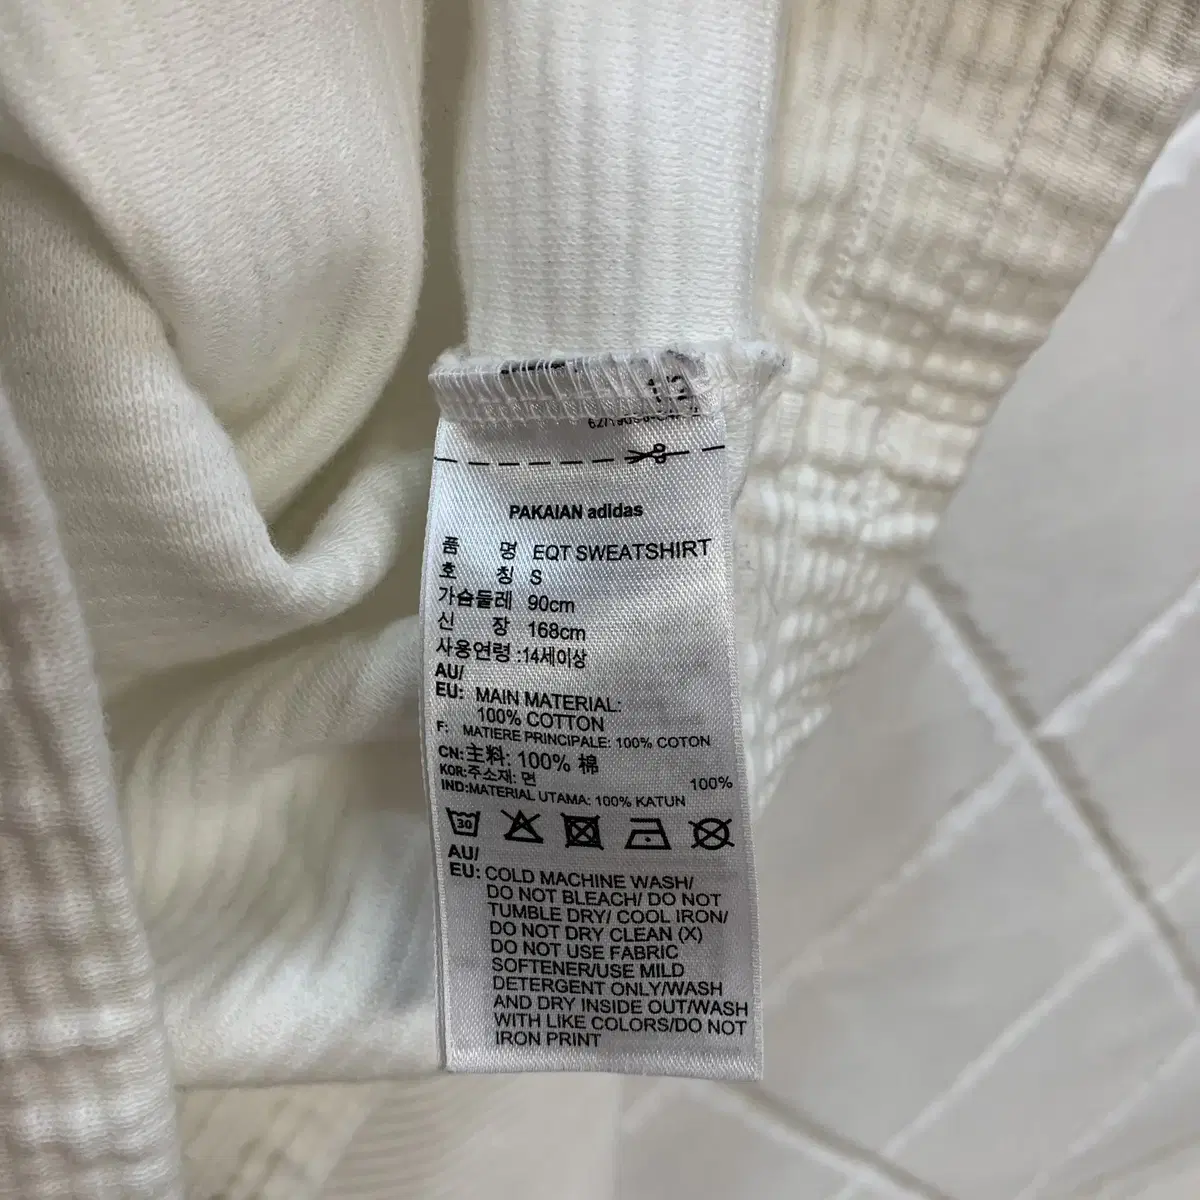 PAKAIAN adidas
품 명 EQT SWEATSHIRT
호 칭 S
가슴둘레 90cm
신 장 168cm
사용연령 :14세이상
AU/
EU: MAIN MATERIAL:
100% COTTON
F: MATIERE PRINCIPALE: 100% COTON
CN:主料: 100% 棉
KOR:주소재: 면 100%
IND:MATERIAL UTAMA: 100% KATUN
30
AU/
EU: COLD MACHINE WASH/
DO NOT BLEACH/ DO NOT
TUMBLE DRY/ COOL IRON/
DO NOT DRY CLEAN (X)
DO NOT USE FABRIC
SOFTENER/USE MILD
DETERGENT ONLY/WASH
AND DRY INSIDE OUT/WASH
WITH LIKE COLORS/DO NOT
IRON PRINT